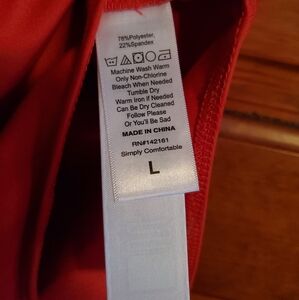 78%Polyester,
22%Spandex
Machine Wash Warm
Only Non-Chlorine
Bleach When Needed
Tumble Dry
Warm Iron if Needed
Can Be Dry Cleaned
Follow Please
Or You'll Be Sad
MADE IN CHINA
RN#142161
Simply Comfortable
L